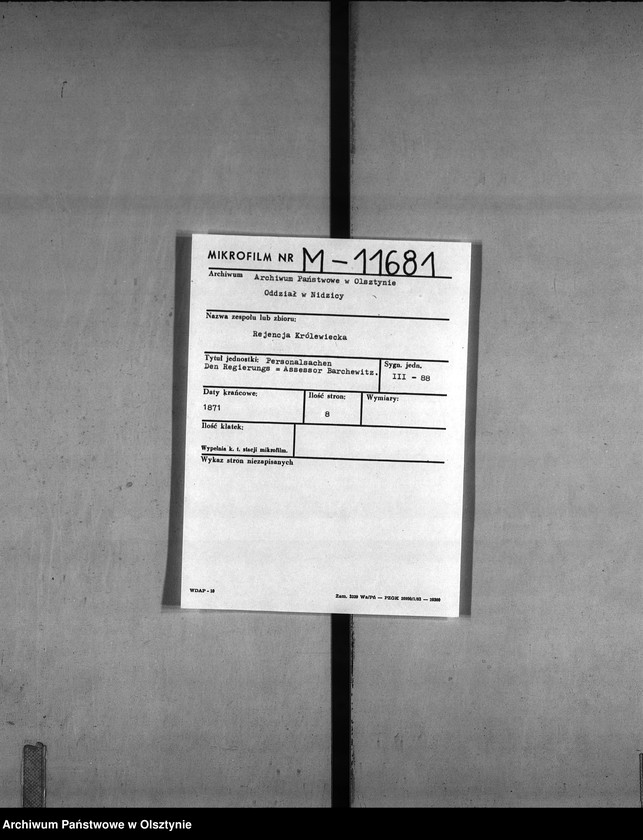 MIKROFILM NR M-11681
Archiwum Archiwum Państwowe w Olsztynie
Oddział w Nidzicy
Nazwa zespołu lub zbioru:
Rejencja Królewiecka
Tytuł jednostki: Personalsachen
Den Regierungs = Assessor Barchewitz.
Sygn. jedn.
III - 88
Daty krańcowe:
1871
Ilość stron:
8
Wymiary:
Ilość klatek:
Wypełnia k. t. stacji mikrofilm.
Wykaz stron niezapisanych
WDAP - 10
Zam.
Archiwum Państwowe w Olsztynie